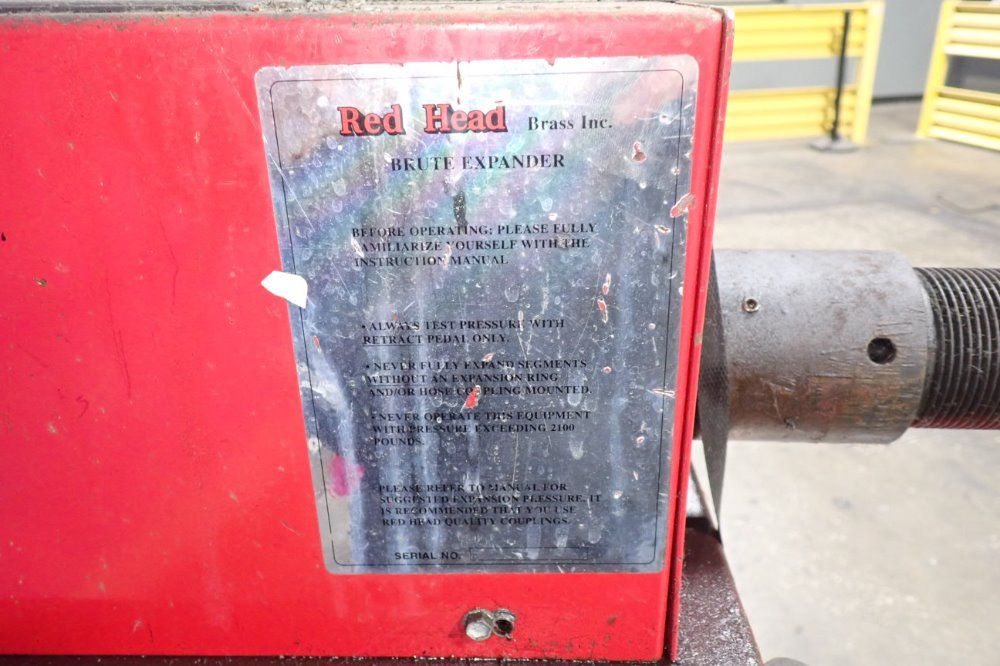 Red Head Brass Inc.
BRUTE EXPANDER
BEFORE OPERATING; PLEASE FULLY
FAMILIARIZE YOURSELF WITH THE
INSTRUCTION MANUAL
• ALWAYS TEST PRESSURE WITH
RETRACT PEDAL ONLY.
• NEVER FULLY EXPAND SEGMENTS
WITHOUT AN EXPANSION RING
AND/OR HOSE COUPLING MOUNTED.
• NEVER OPERATE THIS EQUIPMENT
WITH PRESSURE EXCEEDING 2100
POUNDS.
• PLEASE REFER TO MANUAL FOR
SUGGESTED EXPANSION PRESSURE. IT
IS RECOMMENDED THAT YOU USE
RED HEAD QUALITY COUPLINGS.
SERIAL NO.